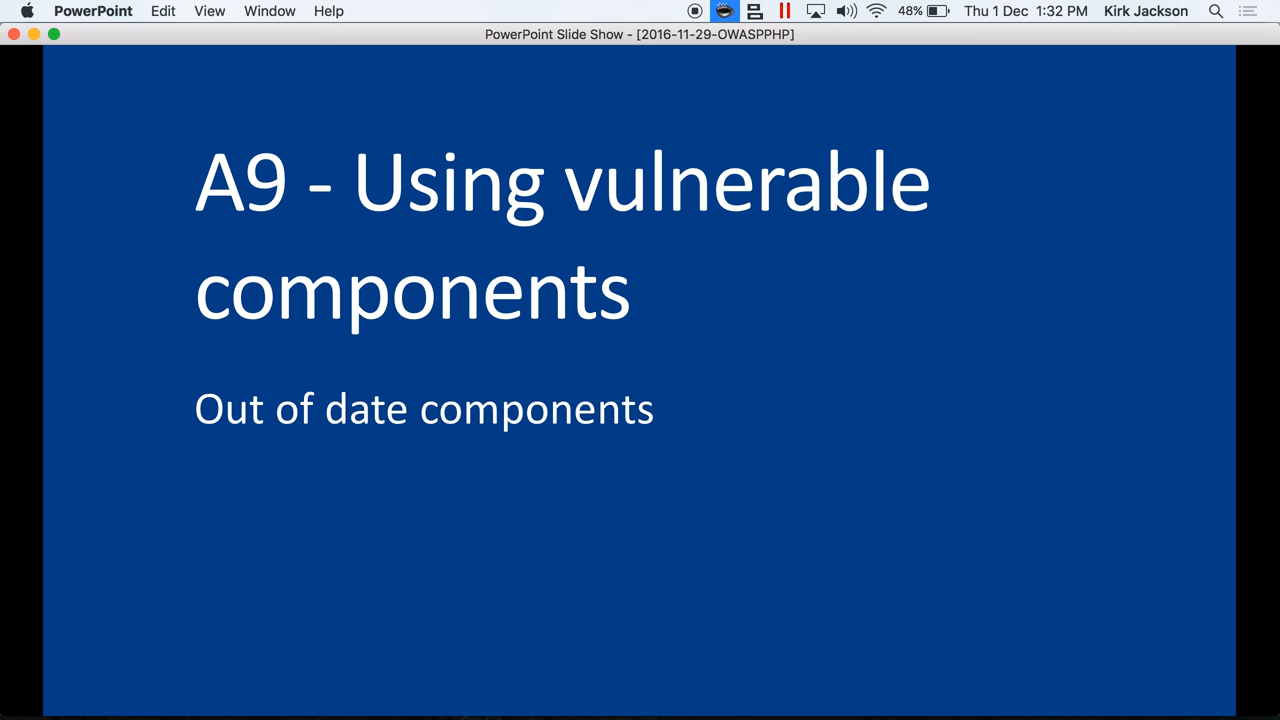 PowerPoint Edit View Window Help 48% Thu 1 Dec 1:32 PM Kirk Jackson
PowerPoint Slide Show - [2016-11-29-OWASPPHP]
A9 - Using vulnerable
components
Out of date components